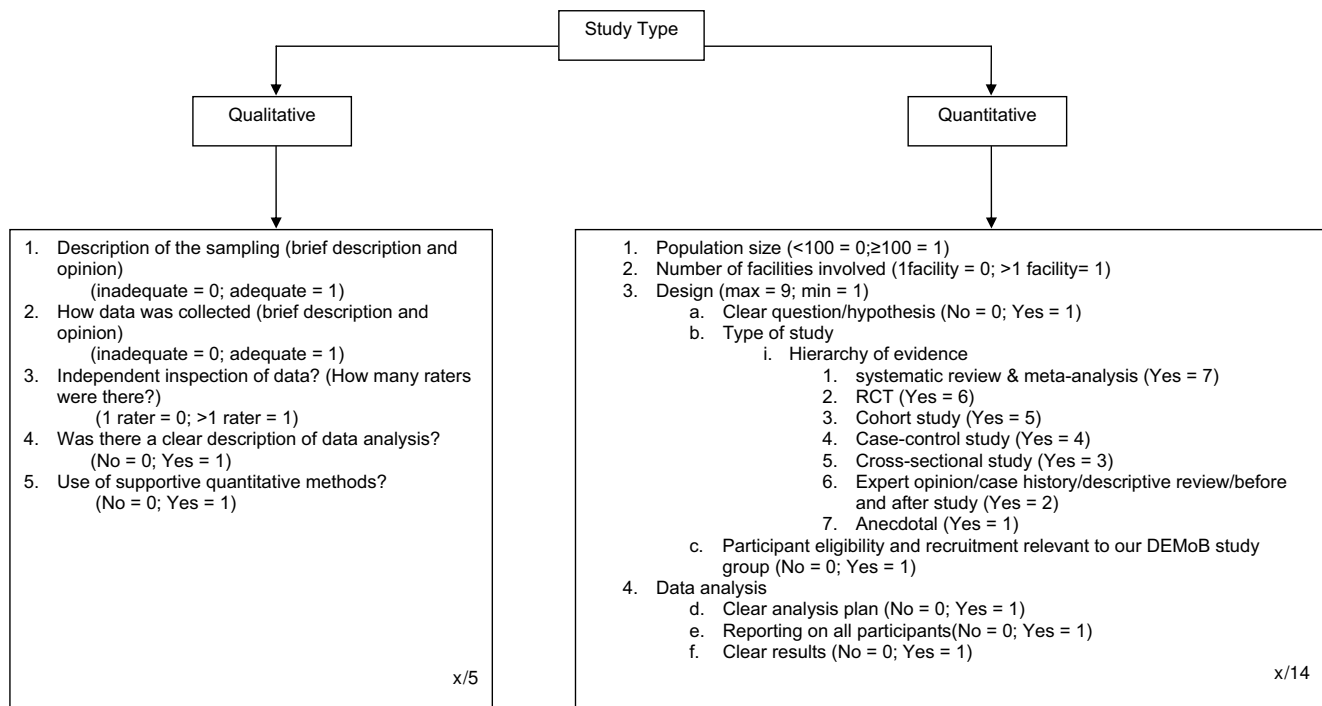 Study Type
Qualitative
Quantitative
1. Description of the sampling (brief description and
opinion)
(inadequate = 0; adequate = 1)
2. How data was collected (brief description and
opinion)
(inadequate = 0; adequate = 1)
3. Independent inspection of data? (How many raters
were there?)
(1 rater = 0; >1 rater = 1)
4. Was there a clear description of data analysis?
(No = 0; Yes = 1)
5. Use of supportive quantitative methods?
(No = 0; Yes = 1)
x/5
1. Population size (<100 = 0;≥100 = 1)
2. Number of facilities involved (1facility = 0; >1 facility= 1)
3. Design (max = 9; min = 1)
a. Clear question/hypothesis (No = 0; Yes = 1)
b. Type of study
i. Hierarchy of evidence
1. systematic review & meta-analysis (Yes = 7)
2. RCT (Yes = 6)
3. Cohort study (Yes = 5)
4. Case-control study (Yes = 4)
5. Cross-sectional study (Yes = 3)
6. Expert opinion/case history/descriptive review/before
and after study (Yes = 2)
7. Anecdotal (Yes = 1)
c. Participant eligibility and recruitment relevant to our DEMoB study
group (No = 0; Yes = 1)
4. Data analysis
d. Clear analysis plan (No = 0; Yes = 1)
e. Reporting on all participants(No = 0; Yes = 1)
f. Clear results (No = 0; Yes = 1)
x/14